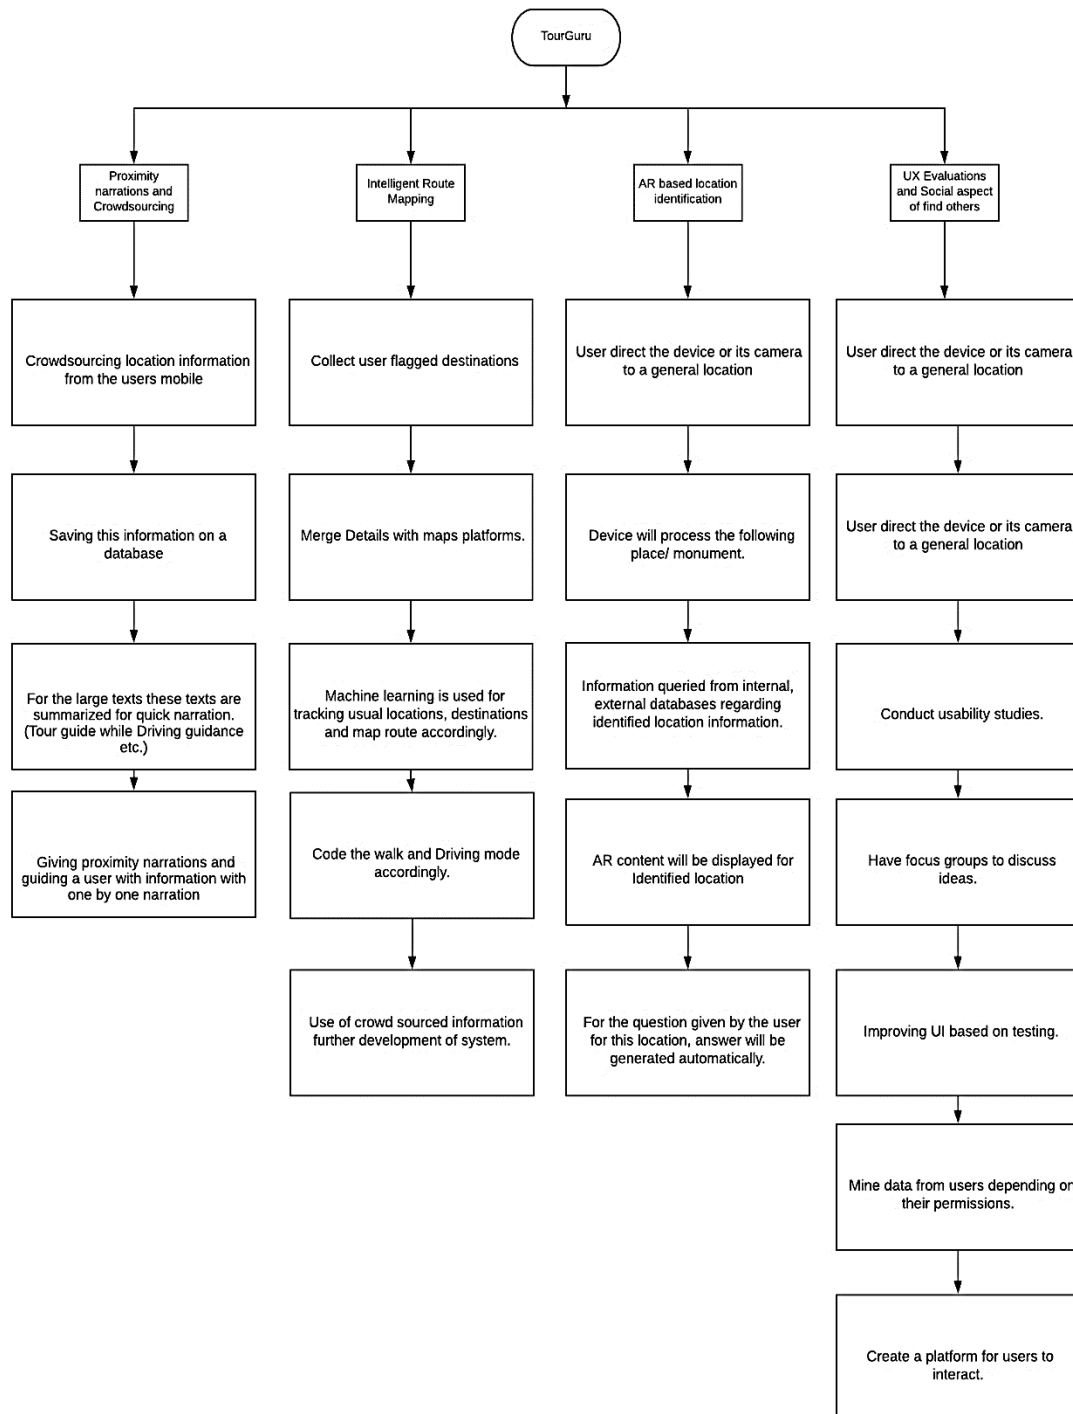 TourGuru
Proximity
narrations and
Crowdsourcing
Intelligent Route
Mapping
AR based location
identification
UX Evaluations
and Social aspect
of find others
Crowdsourcing location information
from the users mobile
Collect user flagged destinations
User direct the device or its camera
to a general location
User direct the device or its camera
to a general location
Saving this information on a
database
Merge Details with maps platforms.
Device will process the following
place/ monument.
User direct the device or its camera
to a general location
For the large texts these texts are
summarized for quick narration.
(Tour guide while Driving guidance
etc.)
Machine learning is used for
tracking usual locations, destinations
and map route accordingly.
Information queried from internal,
external databases regarding
identified location information.
Conduct usability studies.
Giving proximity narrations and
guiding a user with information with
one by one narration
Code the walk and Driving mode
accordingly.
AR content will be displayed for
Identified location
Have focus groups to discuss
ideas.
Use of crowd sourced information
further development of system.
For the question given by the user
for this location, answer will be
generated automatically.
Improving UI based on testing.
Mine data from users depending on
their permissions.
Create a platform for users to
interact.